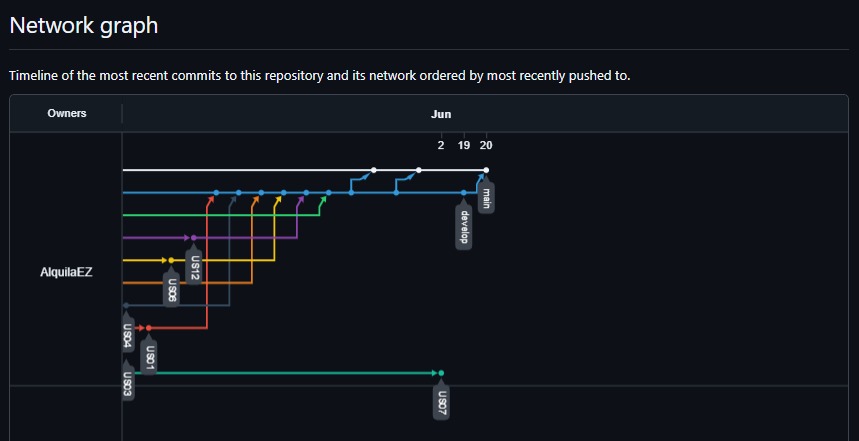 Network graph
Timeline of the most recent commits to this repository and its network ordered by most recently pushed to.
Owners
Jun
2 19 20
main
develop
US12
AlquilaEZ
US06
US04
US01
US03
US07